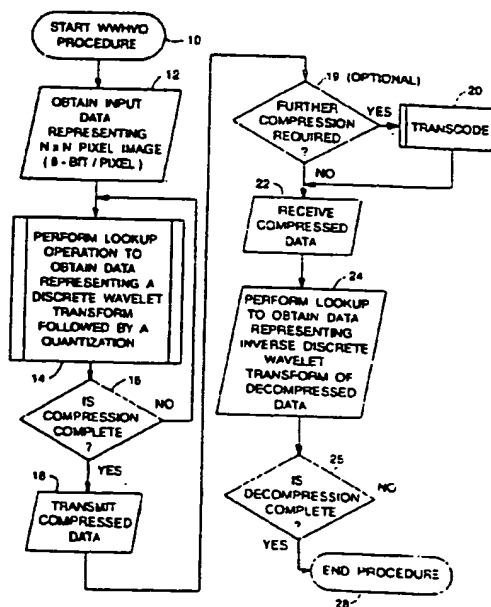 START WWHVQ
PROCEDURE
10
12
OBTAIN INPUT
DATA
REPRESENTING
N x N PIXEL IMAGE
(8 - BIT / PIXEL)
PERFORM LOOKUP
OPERATION TO
OBTAIN DATA
REPRESENTING A
DISCRETE WAVELET
TRANSFORM
FOLLOWED BY A
QUANTIZATION
14
16
IS
COMPRESSION
COMPLETE
?
NO
YES
18
TRANSMIT
COMPRESSED
DATA
19 (OPTIONAL)
FURTHER
COMPRESSION
REQUIRED
?
YES
NO
20
TRANSCODE
22
RECEIVE
COMPRESSED
DATA
24
PERFORM LOOKUP
TO OBTAIN DATA
REPRESENTING
INVERSE DISCRETE
WAVELET
TRANSFORM OF
DECOMPRESSED
DATA
25
IS
DECOMPRESSION
COMPLETE
?
NO
YES
END PROCEDURE
28